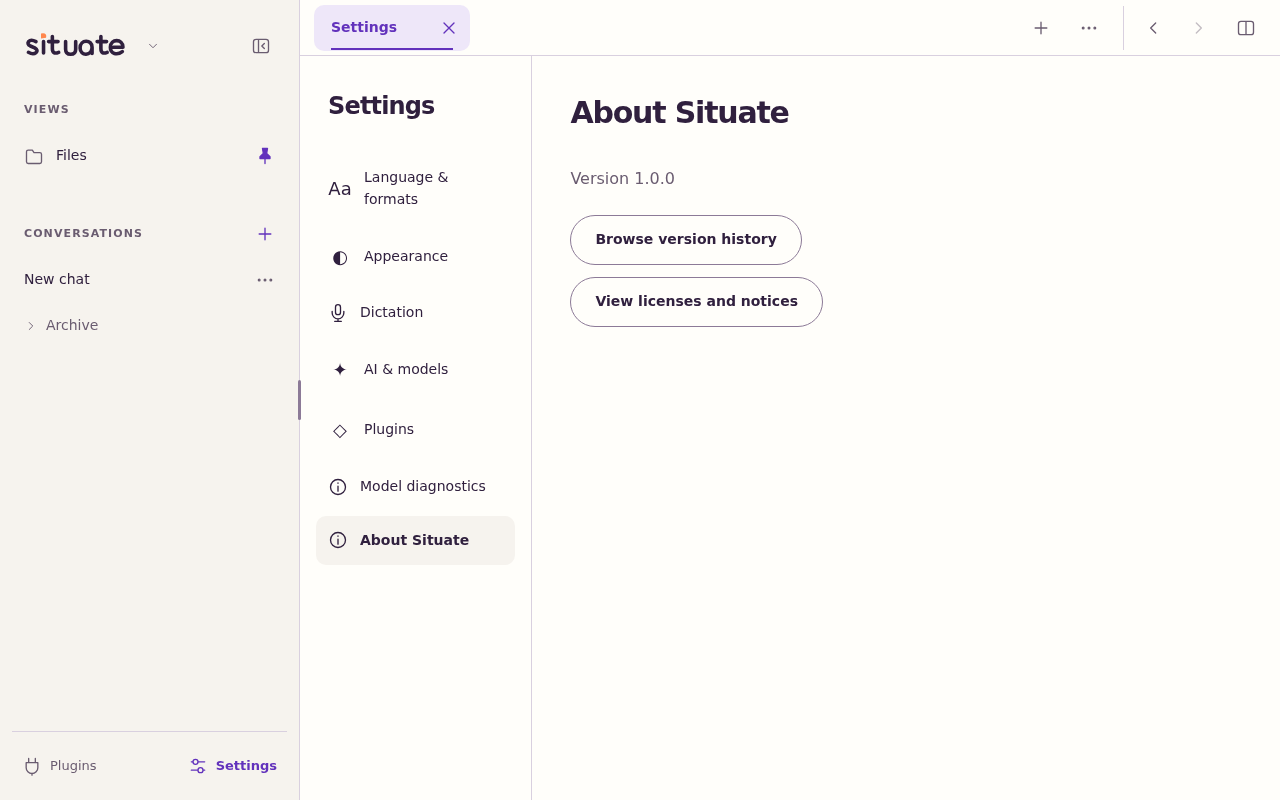 situate
VIEWS
Files
CONVERSATIONS
New chat
Archive
Plugins
Settings
Settings
Settings
Aa
Language &
formats
Appearance
Dictation
AI & models
Plugins
Model diagnostics
About Situate
About Situate
Version 1.0.0
Browse version history
View licenses and notices